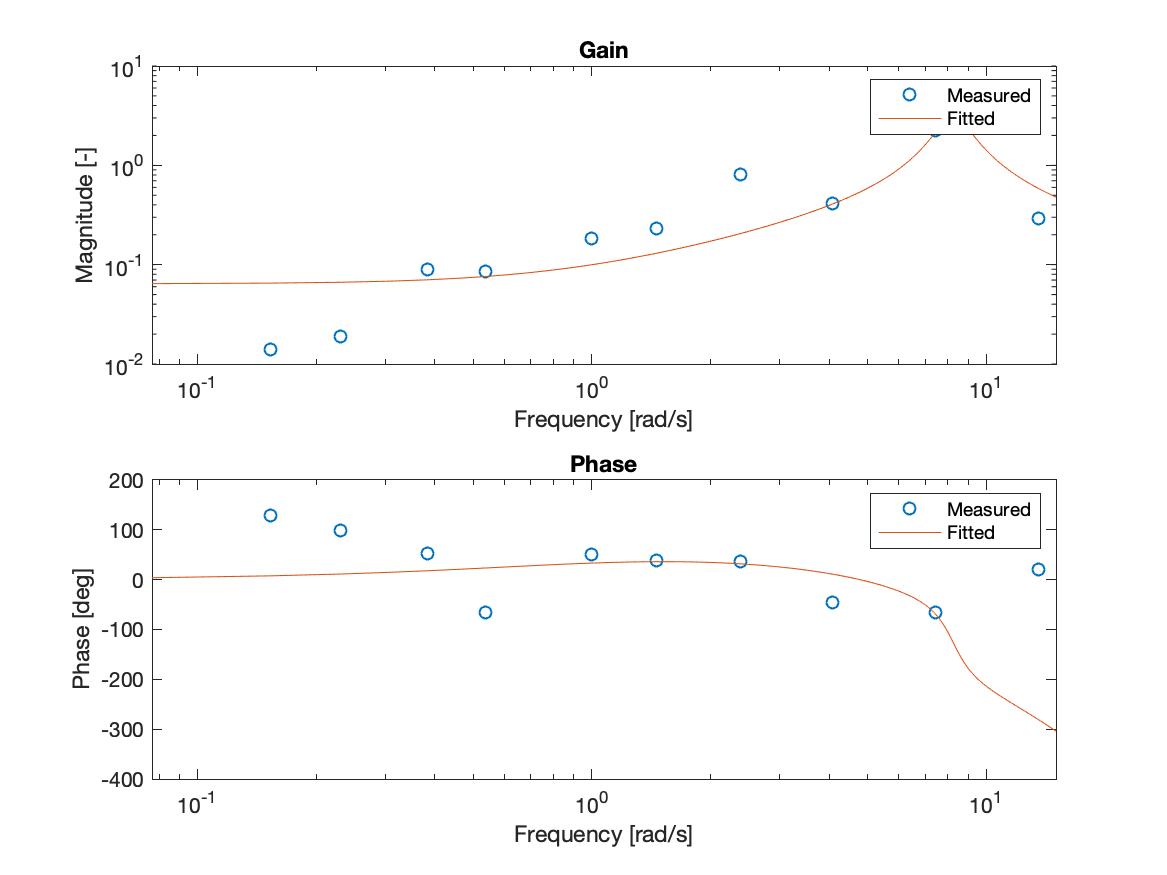 Gain
10^1
10^0
10^-1
10^-2
Magnitude [-]
Measured
Fitted
10^-1 10^0 10^1
Frequency [rad/s]
Phase
200
100
0
-100
-200
-300
-400
Phase [deg]
Measured
Fitted
10^-1 10^0 10^1
Frequency [rad/s]